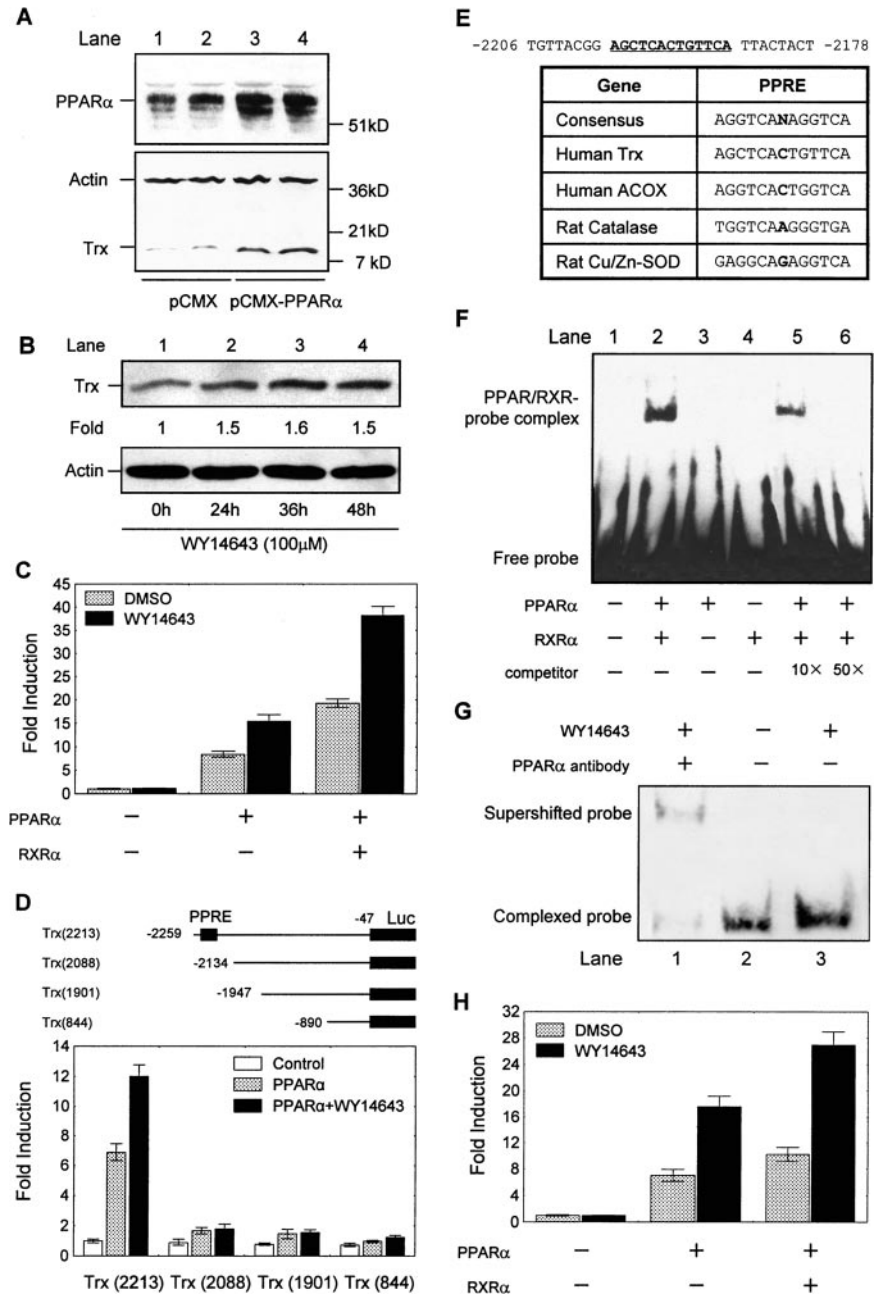 A
Lane 1 2 3 4
PPARα
51kD
Actin
36kD
21kD
Trx
7 kD
pCMX pCMX-PPARα
B
Lane 1 2 3 4
Trx
Fold 1 1.5 1.6 1.5
Actin
0h 24h 36h 48h
WY14643 (100μM)
C
45
40
35
30
25
20
15
10
5
0
Fold Induction
DMSO
WY14643
PPARα − + +
RXRα − − +
D
PPRE -47 Luc
Trx(2213) -2259
Trx(2088) -2134
Trx(1901) -1947
Trx(844) -890
14
12
10
8
6
4
2
0
Fold Induction
Control
PPARα
PPARα+WY14643
Trx (2213) Trx (2088) Trx (1901) Trx (844)
E
-2206 TGTTACGG AGCTCACTGTTCA TTACTACT -2178
Gene PPRE
Consensus AGGTCANAGGTCA
Human Trx AGCTCACTGTTCA
Human ACOX AGGTCACTGGTCA
Rat Catalase TGGTCAAGGGTGA
Rat Cu/Zn-SOD GAGGCAGAGGTCA
F
Lane 1 2 3 4 5 6
PPAR/RXR-
probe complex
Free probe
PPARα − + + − + +
RXRα − + − + + +
competitor − − − − 10× 50×
G
WY14643 + − +
PPARα antibody + − −
Supershifted probe
Complexed probe
Lane 1 2 3
H
32
28
24
20
16
12
8
4
0
Fold Induction
DMSO
WY14643
PPARα − + +
RXRα − − +